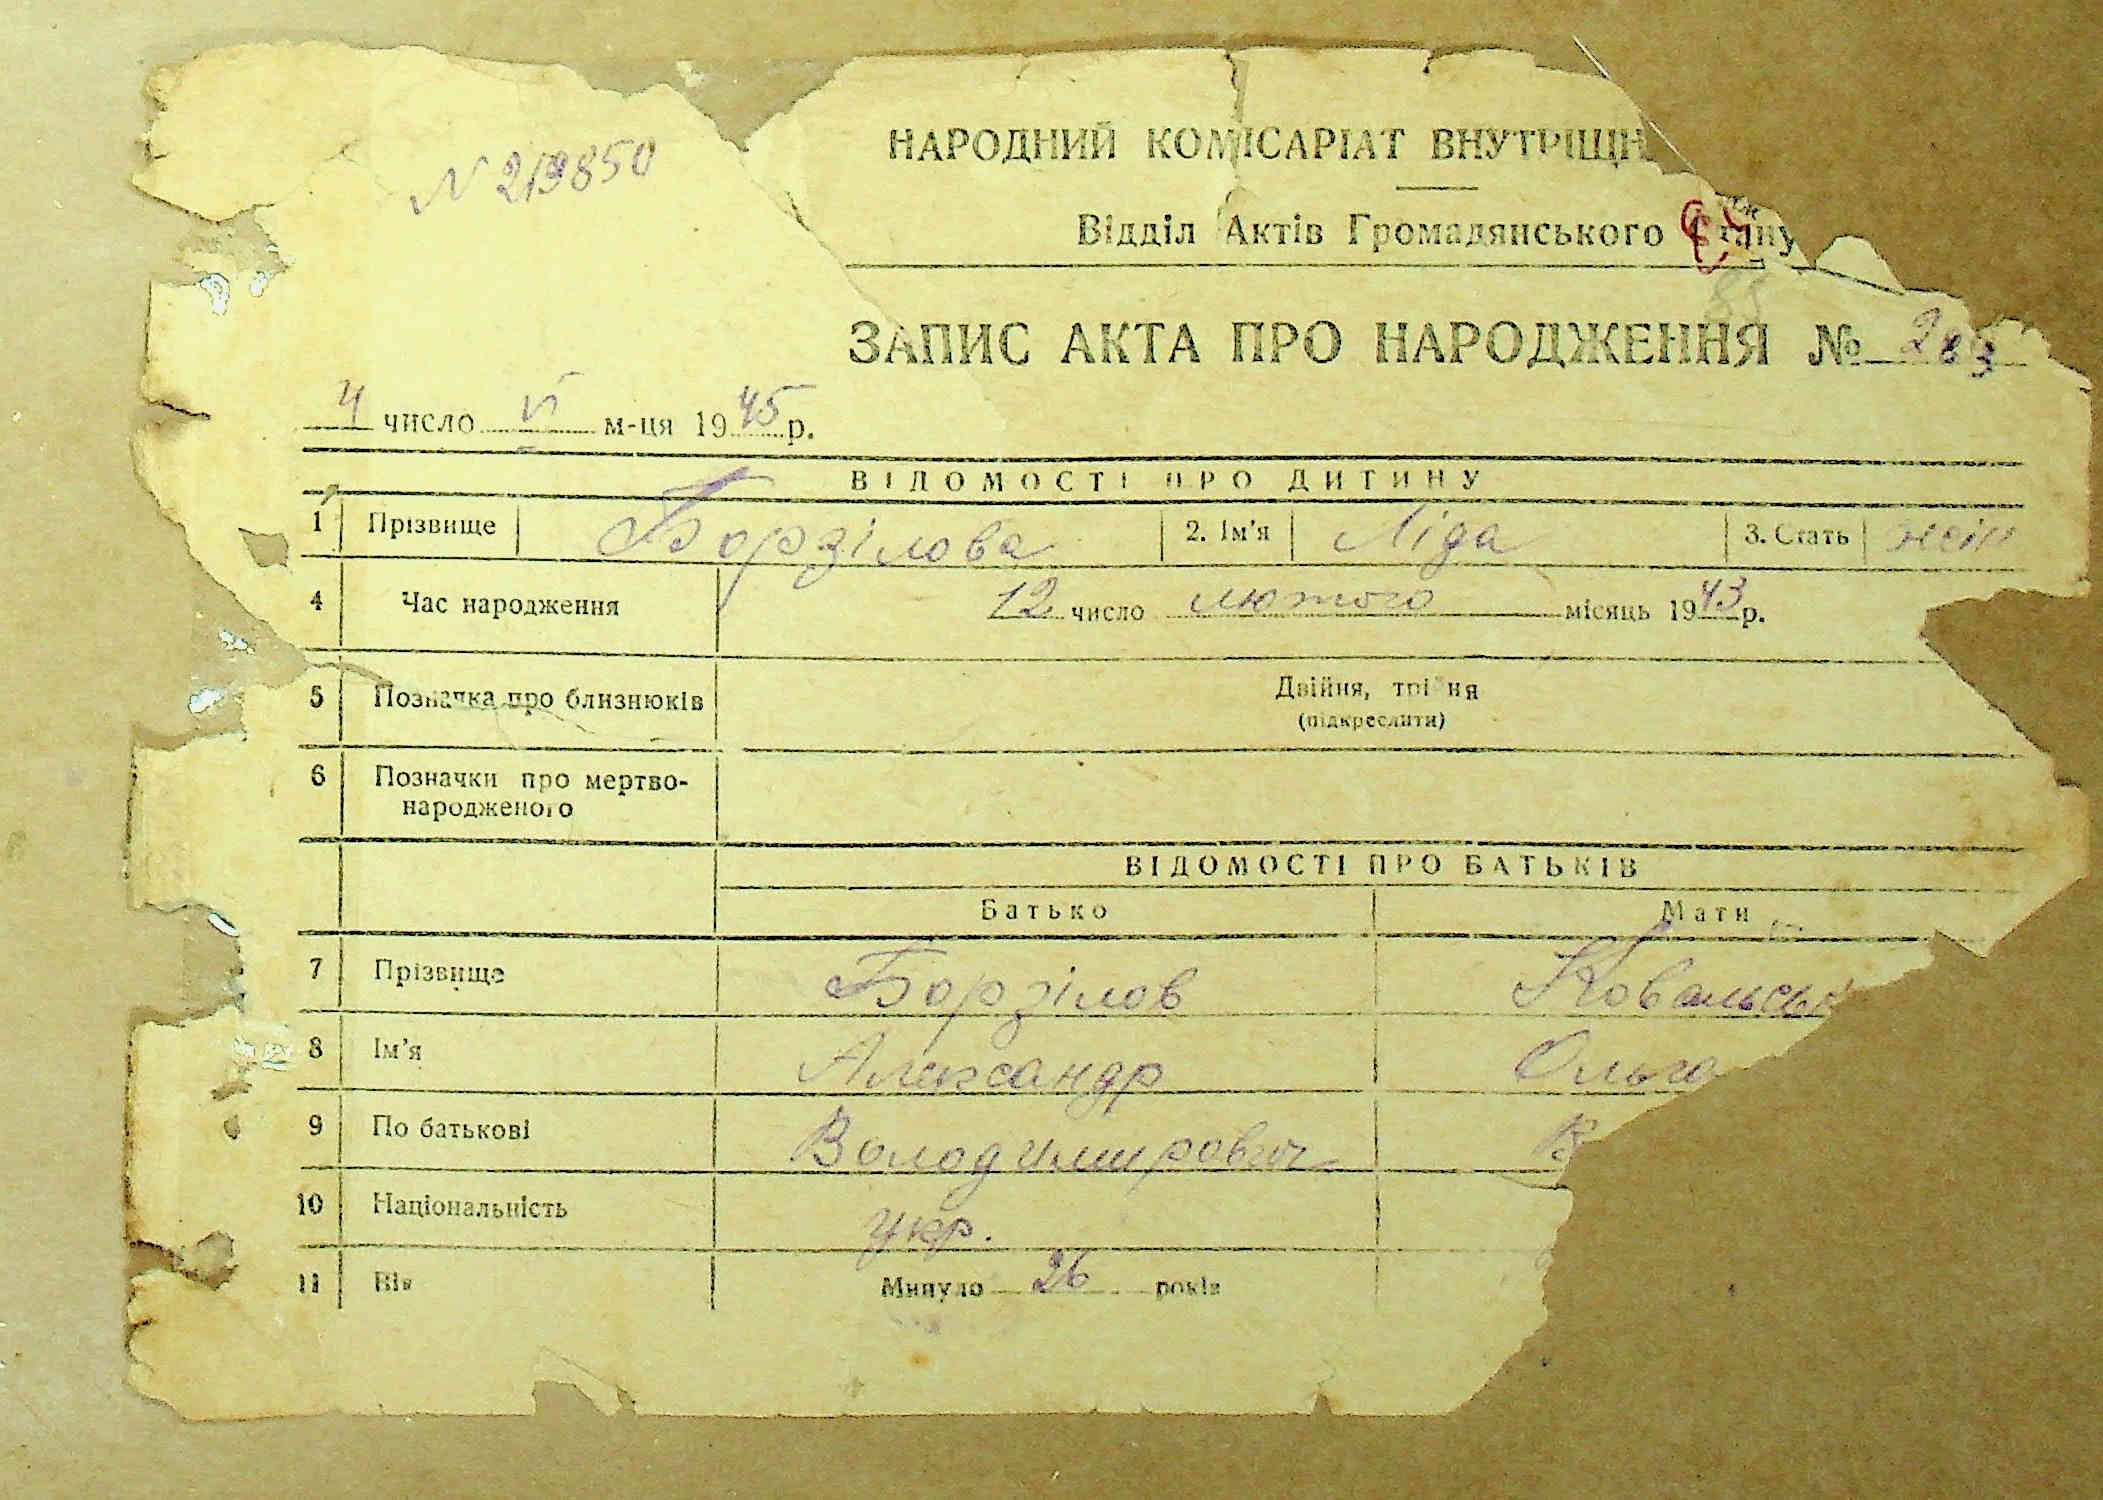 N 219850
НАРОДНИЙ КОМІСАРІАТ ВНУТРІШН
Відділ Актів Громадянського Стану
ЗАПИС АКТА ПРО НАРОДЖЕННЯ №
4 число VI м-ця 1945 р.
ВІДОМОСТІ ПРО ДИТИНУ
1 Прізвище Борзілова 2. Ім'я Ліда 3. Стать жін
4 Час народження 12 число лютого місяць 1943 р.
5 Позначка про близнюків Двійня, трійня
(підкреслити)
6 Позначки про мертво-
народженого
ВІДОМОСТІ ПРО БАТЬКІВ
Батько Мати
7 Прізвище Борзілов Ковальськ
8 Ім'я Александр Ольга
9 По батькові Володимирович В
10 Національність укр.
11 Вік Минуло 26 років